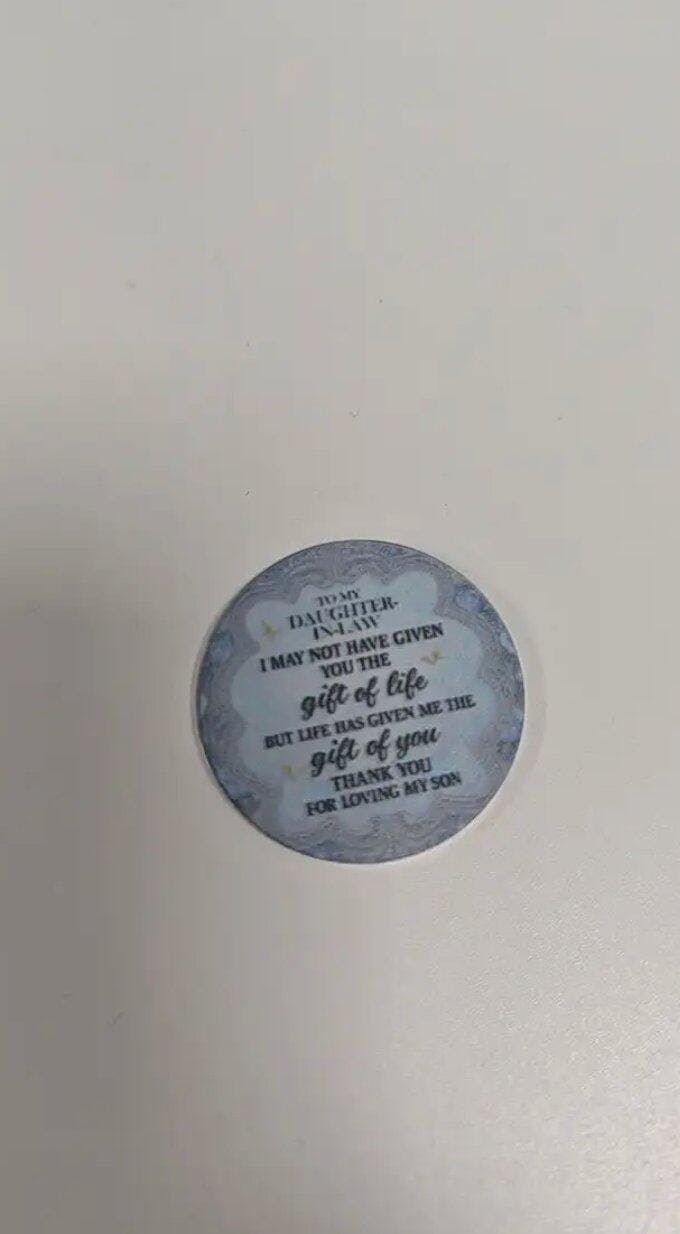 TO MY
DAUGHTER-
IN-LAW
I MAY NOT HAVE GIVEN
YOU THE
gift of life
BUT LIFE HAS GIVEN ME THE
gift of you
THANK YOU
FOR LOVING MY SON